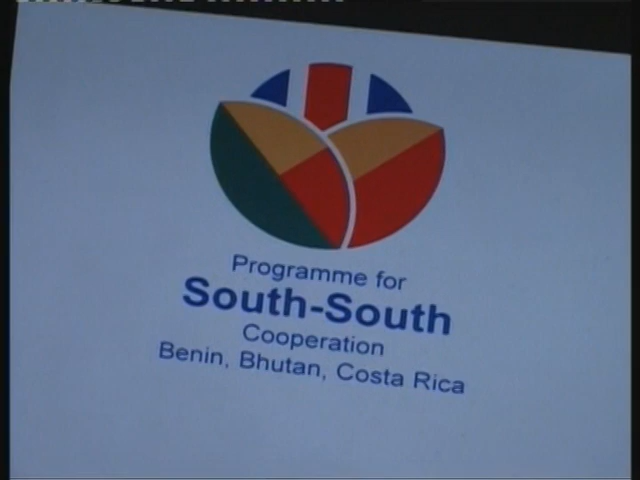 Programme for
South-South
Cooperation
Benin, Bhutan, Costa Rica